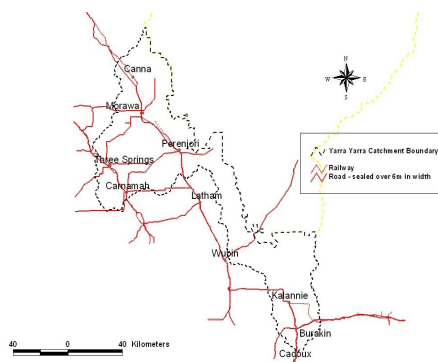 Canna
N
W E
S
Morawa
Perenjori
Yarra Yarra Catchment Boundary
Three Springs
Railway
Road - sealed over 6m in width
Carnamah
Latham
Wubin
Kalannie
Burakin
40 0 40 Kilometers
Cadoux